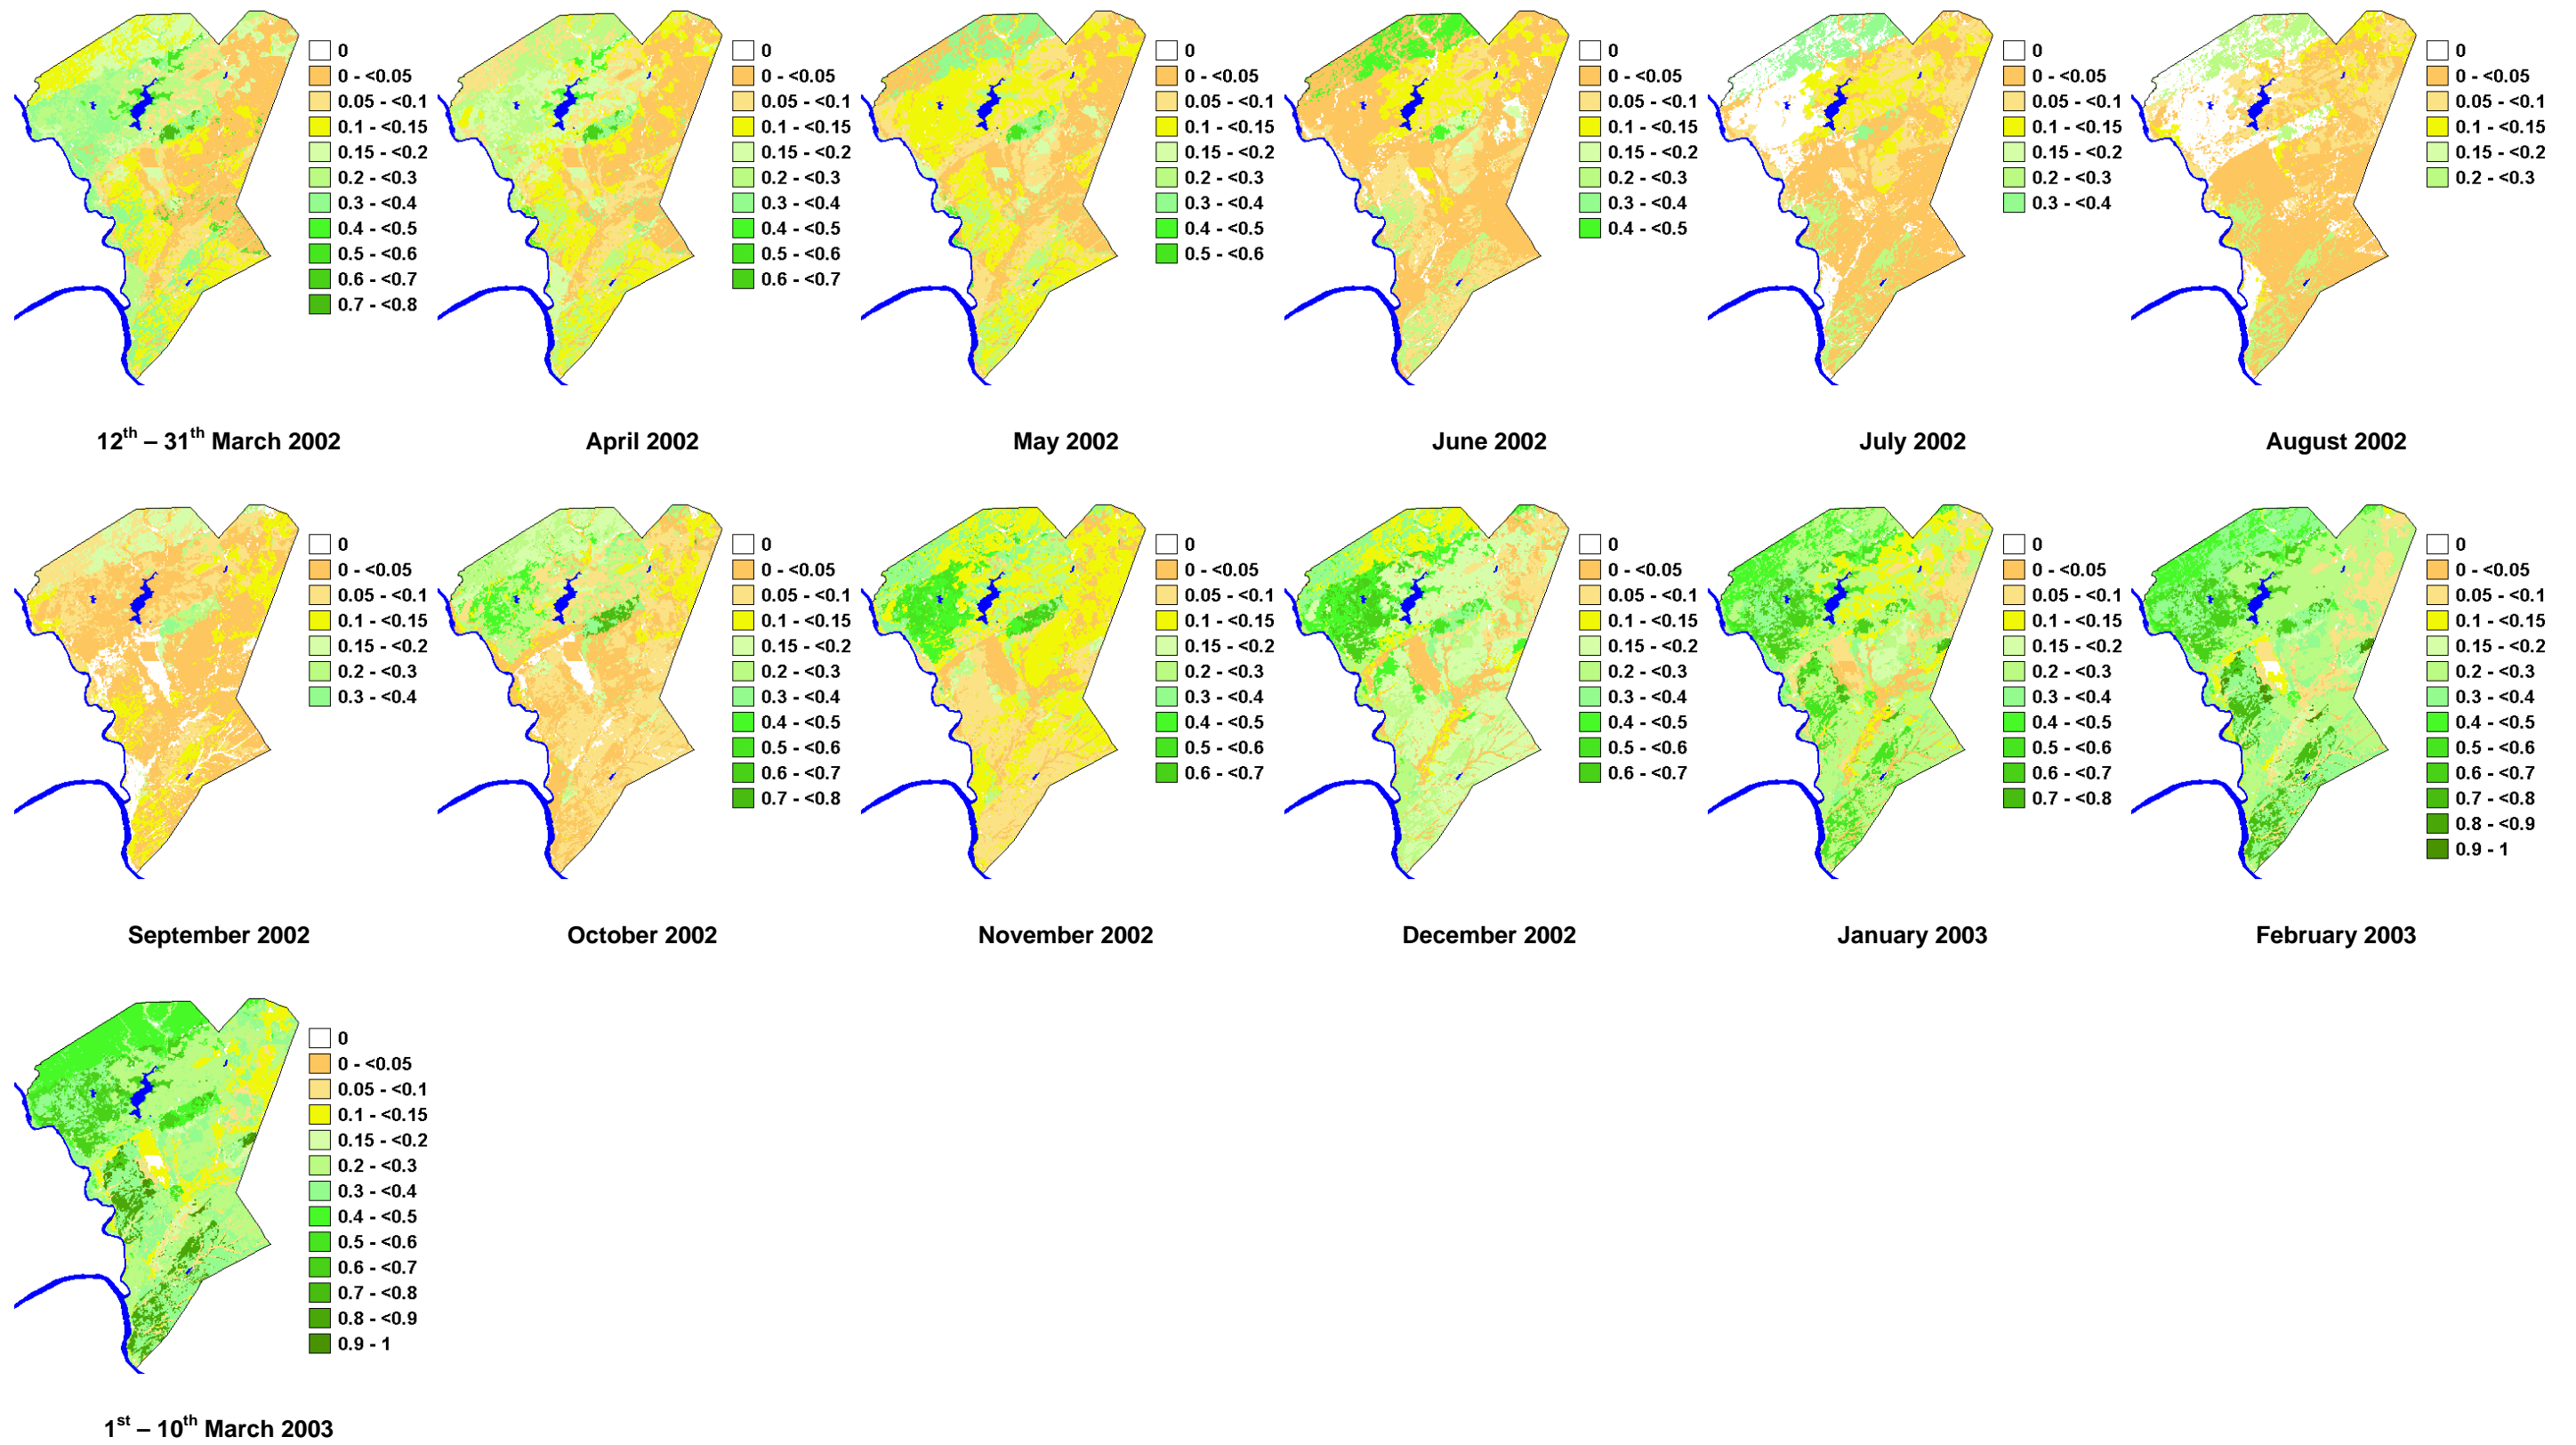 0
0 - <0.05
0.05 - <0.1
0.1 - <0.15
0.15 - <0.2
0.2 - <0.3
0.3 - <0.4
0.4 - <0.5
0.5 - <0.6
0.6 - <0.7
0.7 - <0.8
12th – 31th March 2002
0
0 - <0.05
0.05 - <0.1
0.1 - <0.15
0.15 - <0.2
0.2 - <0.3
0.3 - <0.4
0.4 - <0.5
0.5 - <0.6
0.6 - <0.7
April 2002
0
0 - <0.05
0.05 - <0.1
0.1 - <0.15
0.15 - <0.2
0.2 - <0.3
0.3 - <0.4
0.4 - <0.5
0.5 - <0.6
May 2002
0
0 - <0.05
0.05 - <0.1
0.1 - <0.15
0.15 - <0.2
0.2 - <0.3
0.3 - <0.4
0.4 - <0.5
June 2002
0
0 - <0.05
0.05 - <0.1
0.1 - <0.15
0.15 - <0.2
0.2 - <0.3
0.3 - <0.4
July 2002
0
0 - <0.05
0.05 - <0.1
0.1 - <0.15
0.15 - <0.2
0.2 - <0.3
August 2002
0
0 - <0.05
0.05 - <0.1
0.1 - <0.15
0.15 - <0.2
0.2 - <0.3
0.3 - <0.4
September 2002
0
0 - <0.05
0.05 - <0.1
0.1 - <0.15
0.15 - <0.2
0.2 - <0.3
0.3 - <0.4
0.4 - <0.5
0.5 - <0.6
0.6 - <0.7
0.7 - <0.8
October 2002
0
0 - <0.05
0.05 - <0.1
0.1 - <0.15
0.15 - <0.2
0.2 - <0.3
0.3 - <0.4
0.4 - <0.5
0.5 - <0.6
0.6 - <0.7
November 2002
0
0 - <0.05
0.05 - <0.1
0.1 - <0.15
0.15 - <0.2
0.2 - <0.3
0.3 - <0.4
0.4 - <0.5
0.5 - <0.6
0.6 - <0.7
December 2002
0
0 - <0.05
0.05 - <0.1
0.1 - <0.15
0.15 - <0.2
0.2 - <0.3
0.3 - <0.4
0.4 - <0.5
0.5 - <0.6
0.6 - <0.7
0.7 - <0.8
January 2003
0
0 - <0.05
0.05 - <0.1
0.1 - <0.15
0.15 - <0.2
0.2 - <0.3
0.3 - <0.4
0.4 - <0.5
0.5 - <0.6
0.6 - <0.7
0.7 - <0.8
0.8 - <0.9
0.9 - 1
February 2003
0
0 - <0.05
0.05 - <0.1
0.1 - <0.15
0.15 - <0.2
0.2 - <0.3
0.3 - <0.4
0.4 - <0.5
0.5 - <0.6
0.6 - <0.7
0.7 - <0.8
0.8 - <0.9
0.9 - 1
1st – 10th March 2003